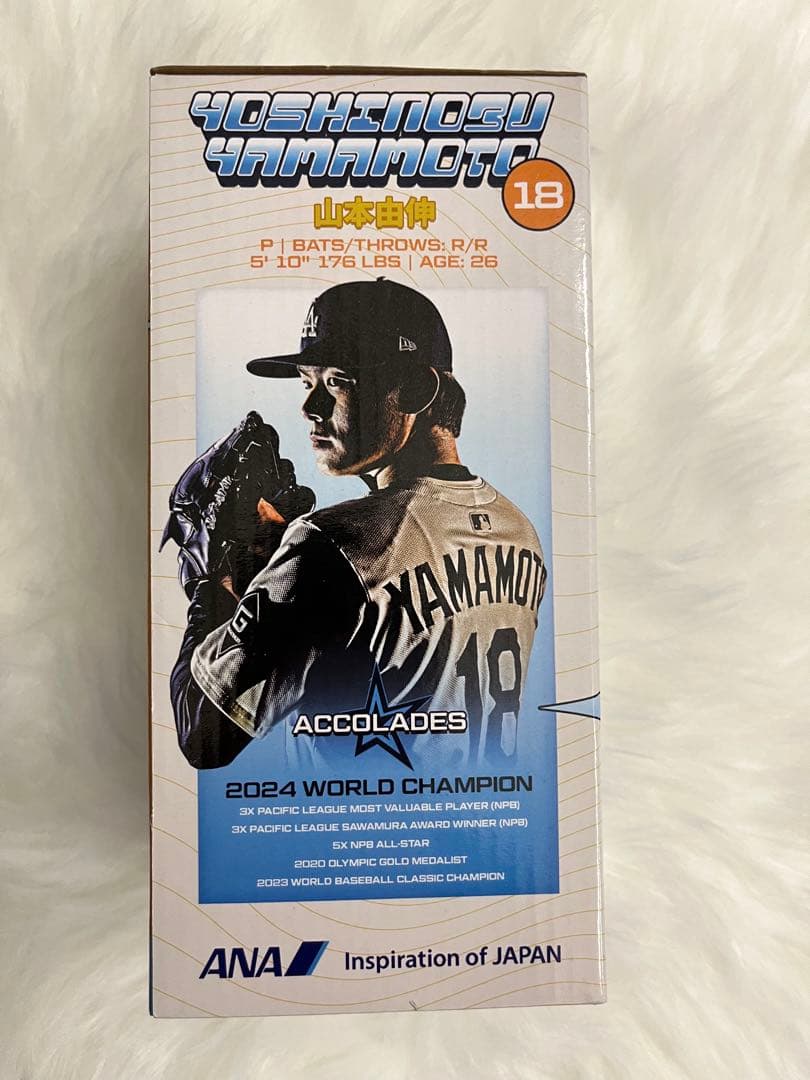 YOSHINOBU
YAMAMOTO
18
山本由伸
P | BATS/THROWS: R/R
5' 10" 176 LBS | AGE: 26
LA
YAMAMOTO
18
ACCOLADES
2024 WORLD CHAMPION
3X PACIFIC LEAGUE MOST VALUABLE PLAYER (NPB)
3X PACIFIC LEAGUE SAWAMURA AWARD WINNER (NPB)
5X NPB ALL-STAR
2020 OLYMPIC GOLD MEDALIST
2023 WORLD BASEBALL CLASSIC CHAMPION
ANA Inspiration of JAPAN